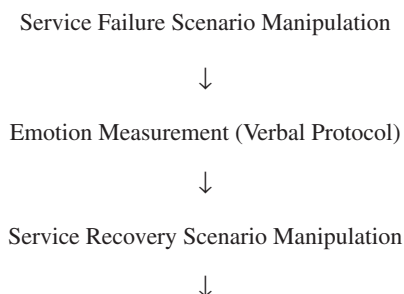 Service Failure Scenario Manipulation
↓
Emotion Measurement (Verbal Protocol)
↓
Service Recovery Scenario Manipulation
↓